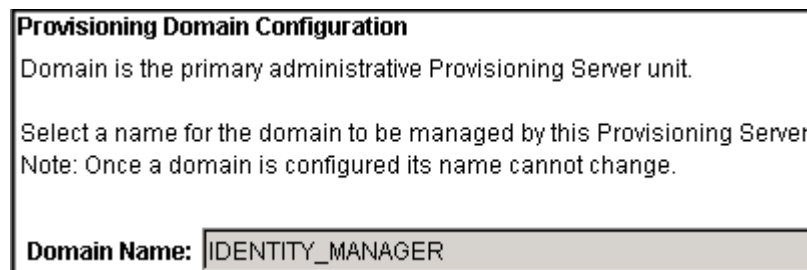 Provisioning Domain Configuration
Domain is the primary administrative Provisioning Server unit.
Select a name for the domain to be managed by this Provisioning Server
Note: Once a domain is configured its name cannot change.
Domain Name: IDENTITY_MANAGER